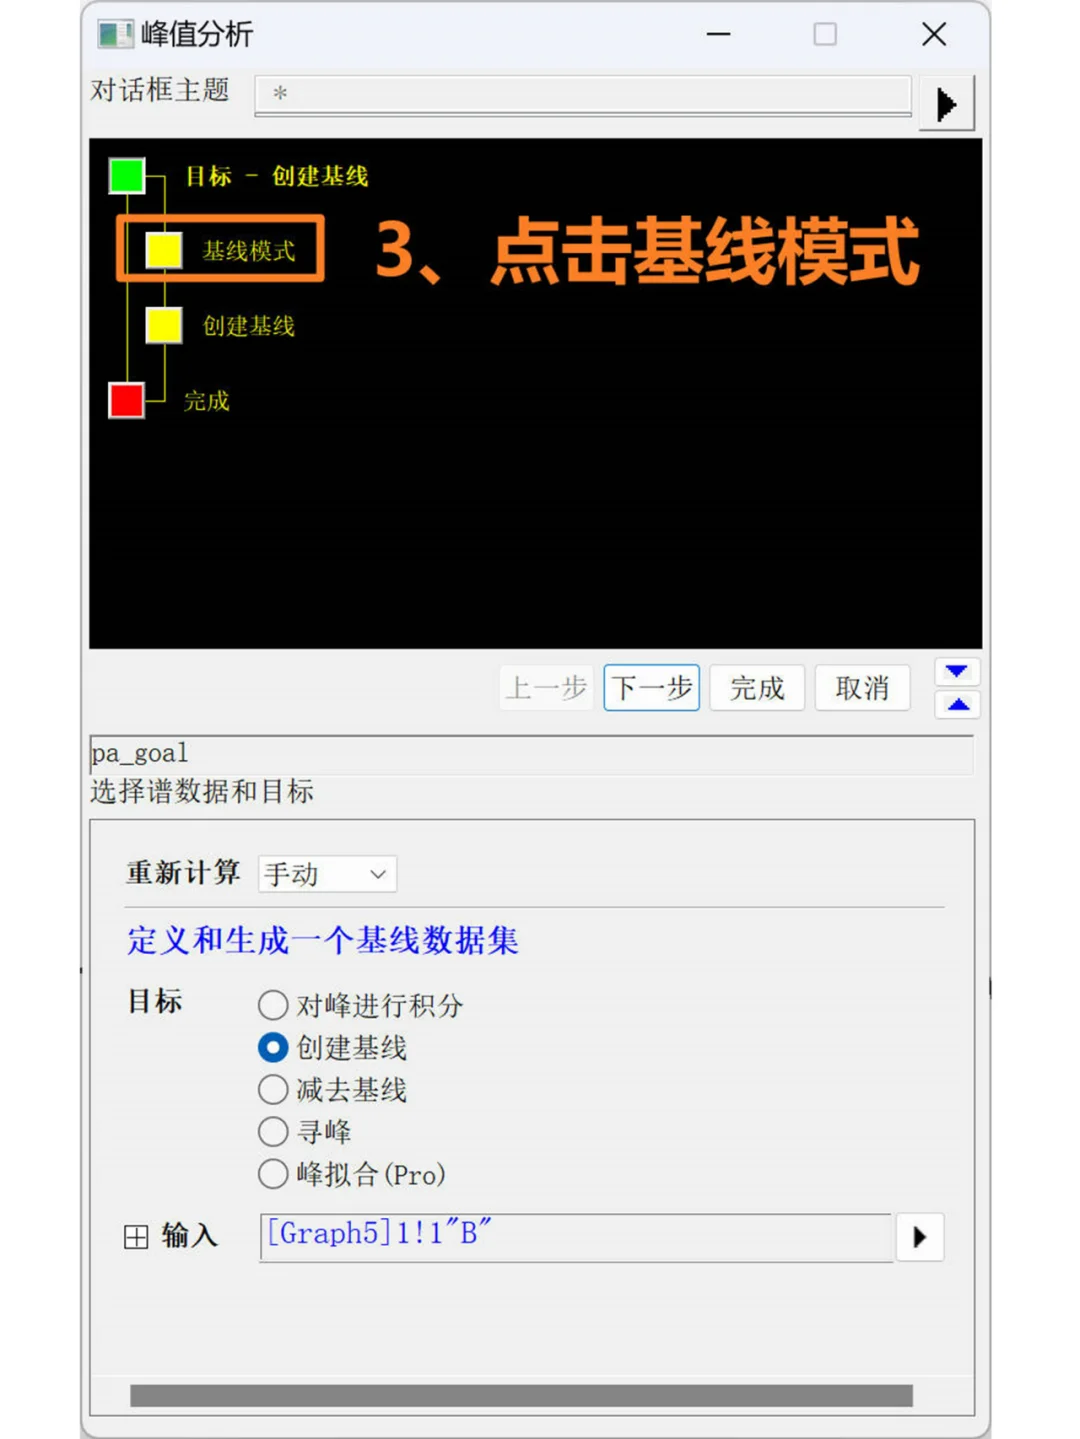 峰值分析
对话框主题 *
目标 - 创建基线
基线模式
3、点击基线模式
创建基线
完成
上一步 下一步 完成 取消
pa_goal
选择谱数据和目标
重新计算 手动
定义和生成一个基线数据集
目标 对峰进行积分
创建基线
减去基线
寻峰
峰拟合(Pro)
输入 [Graph5]1!1"B"